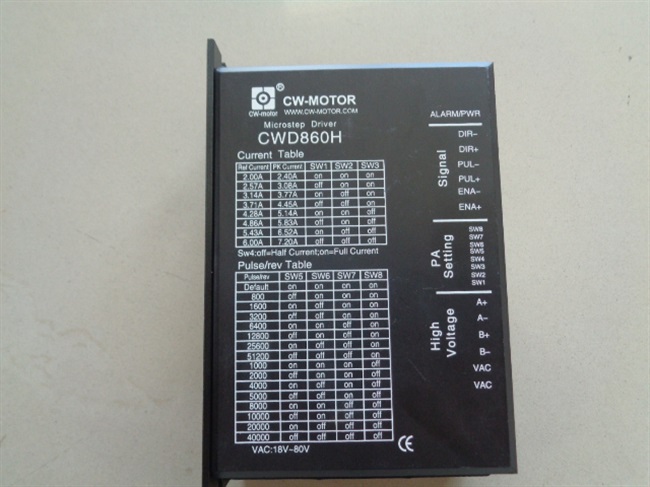 CW-motor
®
CW-MOTOR
WWW.CW-MOTOR.COM
Microstep Driver
CWD860H
Current Table
Ref Current PK Current SW1 SW2 SW3
2.00A 2.40A on on on
2.57A 3.08A on on off
3.14A 3.77A on off on
3.71A 4.45A on off off
4.28A 5.14A off on on
4.86A 5.83A off on off
5.43A 6.52A off off on
6.00A 7.20A off off off
Sw4:off=Half Current;on=Full Current
Pulse/rev Table
Pulse/rev SW5 SW6 SW7 SW8
Default on on on on
800 off on on on
1600 on off on on
3200 off off on on
6400 on on off on
12800 off on off on
25600 on off off on
51200 off off off on
1000 on on on off
2000 off on on off
4000 on off on off
5000 off off on off
8000 on on off off
10000 off on off off
20000 on off off off
40000 off off off off
VAC:18V~80V
CE
ALARM/PWR
Signal
DIR-
DIR+
PUL-
PUL+
ENA-
ENA+
PA Setting
SW8
SW7
SW6
SW5
SW4
SW3
SW2
SW1
High Voltage
A+
A-
B+
B-
VAC
VAC